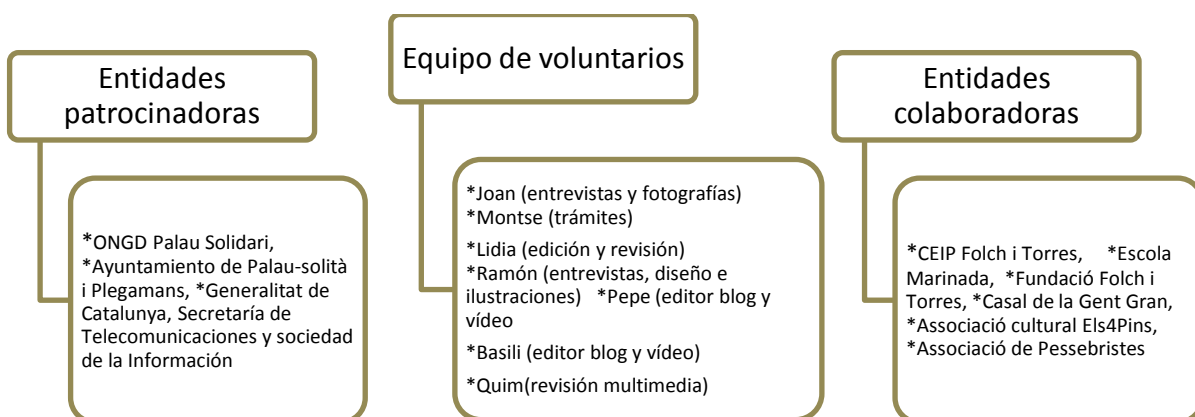 Entidades
patrocinadoras
*ONGD Palau Solidari,
*Ayuntamiento de Palau-solità
i Plegamans, *Generalitat de
Catalunya, Secretaría de
Telecomunicaciones y sociedad
de la Información
Equipo de voluntarios
*Joan (entrevistas y fotografías)
*Montse (trámites)
*Lidia (edición y revisión)
*Ramón (entrevistas, diseño e
ilustraciones) *Pepe (editor blog y
vídeo
*Basili (editor blog y vídeo)
*Quim(revisión multimedia)
Entidades
colaboradoras
*CEIP Folch i Torres, *Escola
Marinada, *Fundació Folch i
Torres, *Casal de la Gent Gran,
*Associació cultural Els4Pins,
*Associació de Pessebristes